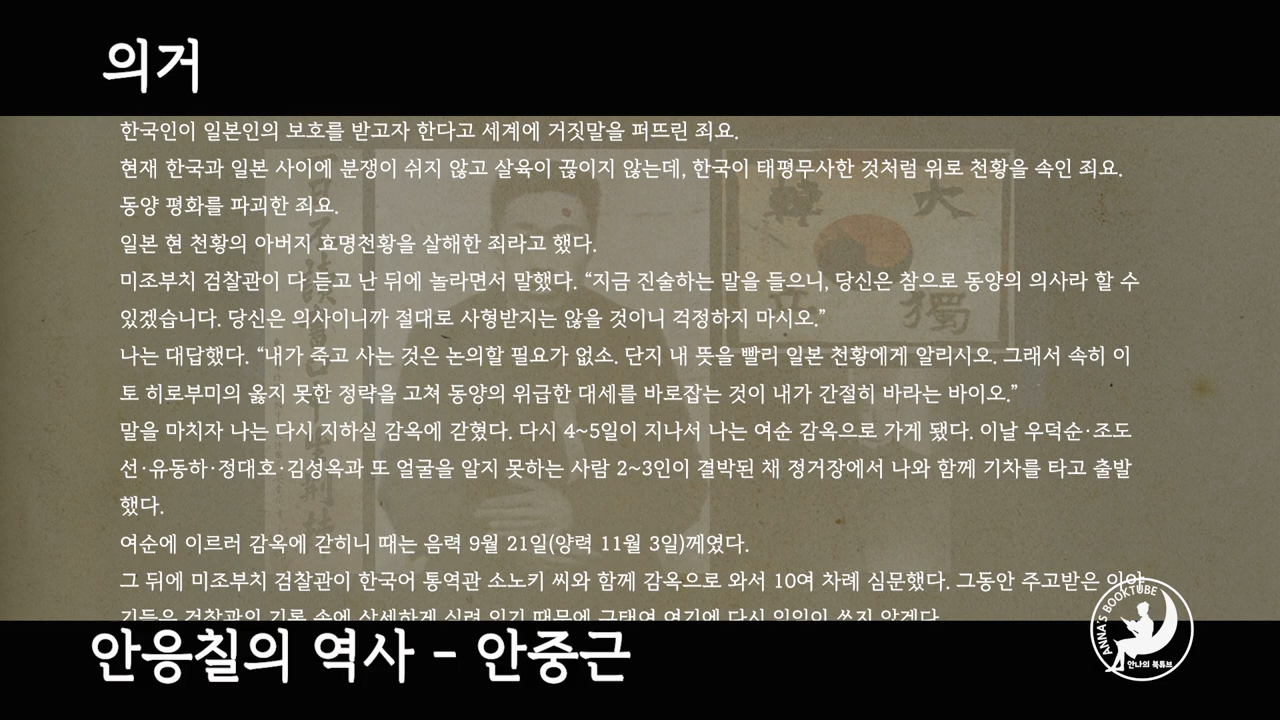 의거
한국인이 일본인의 보호를 받고자 한다고 세계에 거짓말을 퍼뜨린 죄요.
현재 한국과 일본 사이에 분쟁이 쉬지 않고 살육이 끊이지 않는데, 한국이 태평무사한 것처럼 위로 천황을 속인 죄요.
동양 평화를 파괴한 죄요.
일본 현 천황의 아버지 효명천황을 살해한 죄라고 했다.
미조부치 검찰관이 다 듣고 난 뒤에 놀라면서 말했다. “지금 진술하는 말을 들으니, 당신은 참으로 동양의 의사라 할 수
있겠습니다. 당신은 의사이니까 절대로 사형받지는 않을 것이니 걱정하지 마시오.”
나는 대답했다. “내가 죽고 사는 것은 논의할 필요가 없소. 단지 내 뜻을 빨리 일본 천황에게 알리시오. 그래서 속히 이
토 히로부미의 옳지 못한 정략을 고쳐 동양의 위급한 대세를 바로잡는 것이 내가 간절히 바라는 바이오.”
말을 마치자 나는 다시 지하실 감옥에 갇혔다. 다시 4~5일이 지나서 나는 여순 감옥으로 가게 됐다. 이날 우덕순·조도
선·유동하·정대호·김성옥과 또 얼굴을 알지 못하는 사람 2~3인이 결박된 채 정거장에서 나와 함께 기차를 타고 출발
했다.
여순에 이르러 감옥에 갇히니 때는 음력 9월 21일(양력 11월 3일)께였다.
그 뒤에 미조부치 검찰관이 한국어 통역관 소노키 씨와 함께 감옥으로 와서 10여 차례 심문했다. 그동안 주고받은 이야
大
韓
獨
안응칠의 역사 - 안중근
ANNA'S BOOKTUBE
안나의 북튜브